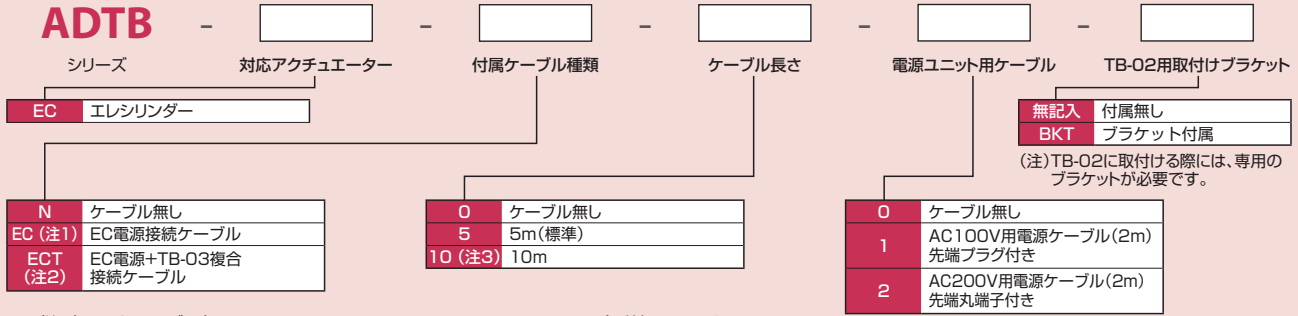 ADTB - - - - -
シリーズ 対応アクチュエーター 付属ケーブル種類 ケーブル長さ 電源ユニット用ケーブル TB-02用取付けブラケット
EC エレシリンダー
無記入 付属無し
BKT ブラケット付属
(注)TB-02に取付ける際には、専用の
ブラケットが必要です。
N ケーブル無し
EC (注1) EC電源接続ケーブル
ECT
(注2)
EC電源+TB-03複合
接続ケーブル
0 ケーブル無し
5 5m(標準)
10 (注3) 10m
0 ケーブル無し
1
AC100V用電源ケーブル(2m)
先端プラグ付き
2
AC200V用電源ケーブル(2m)
先端丸端子付き